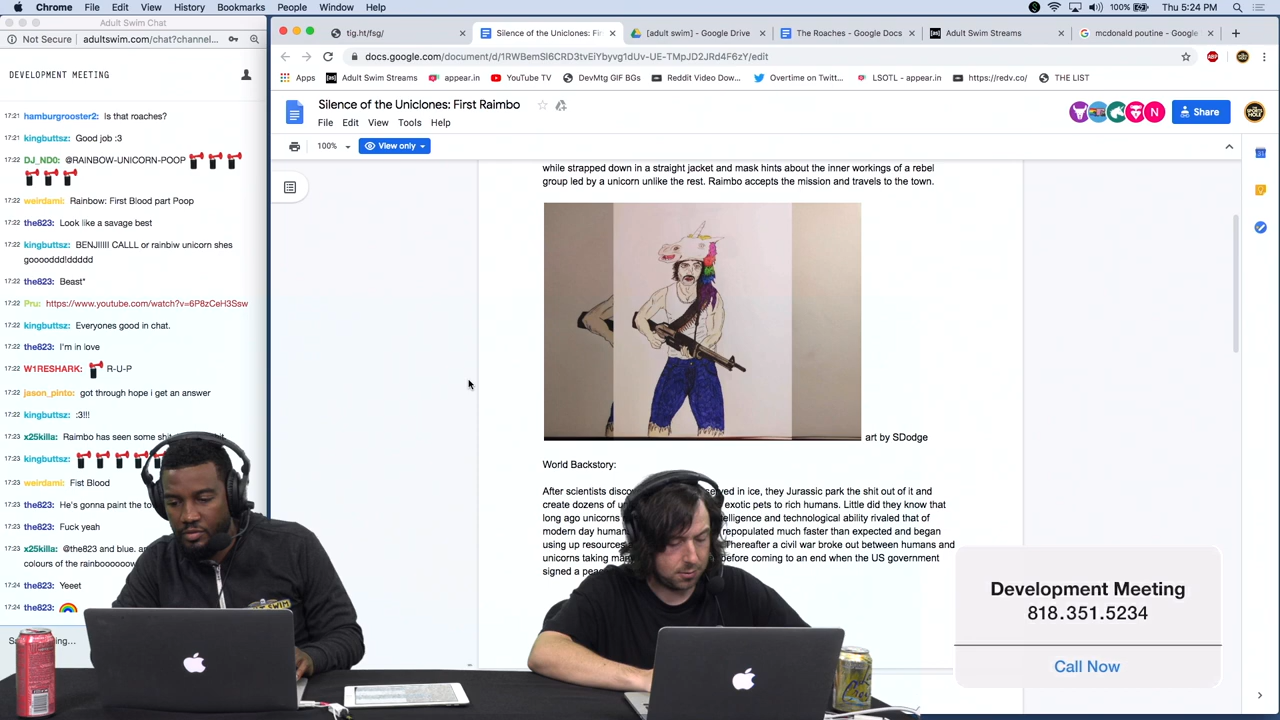 Chrome File Edit View History Bookmarks People Window Help
100% Thu 5:24 PM
Adult Swim Chat
Not Secure adultswim.com/chat?channel...
DEVELOPMENT MEETING
17:21 hamburgrooster2: Is that roaches?
17:21 kingbuttsz: Good job :3
17:22 DJ_ND0: @RAINBOW-UNICORN-POOP
17:22 weirdami: Rainbow: First Blood part Poop
17:22 the823: Look like a savage best
17:22 kingbuttsz: BENJIIIII CALLL or rainbiw unicorn shes
goooodddd!ddddd
17:22 the823: Beast*
17:22 Pru: https://www.youtube.com/watch?v=6P8zCeH3Ssw
17:22 kingbuttsz: Everyones good in chat.
17:22 the823: I'm in love
17:22 W1RESHARK: R-U-P
17:22 jason_pinto: got through hope i get an answer
17:22 kingbuttsz: :3!!!
17:23 x25killa: Raimbo has seen some
17:23 kingbuttsz:
17:23 weirdami: Fist Blood
17:23 the823: He's gonna paint the to
17:23 the823: Fuck yeah
17:23 x25killa: @the823 and blue.
colours of the rainboooooo
17:24 the823: Yeeet
17:24 the823:
tig.ht/fsg/
Silence of the Uniclones: First R
[adult swim] - Google Drive
The Roaches - Google Docs
Adult Swim Streams
mcdonald poutine - Google
docs.google.com/document/d/1RWBemSl6CRD3tvEiYbyvg1dUv-UE-TMpJD2JRd4F6zY/edit
Apps Adult Swim Streams appear.in YouTube TV DevMtg GIF BGs Reddit Video Dow... Overtime on Twitt... LSOTL - appear.in https://redv.co/ THE LIST
Silence of the Uniclones: First Raimbo
File Edit View Tools Help
N
Share
100% View only
while strapped down in a straight jacket and mask hints about the inner workings of a rebel
group led by a unicorn unlike the rest. Raimbo accepts the mission and travels to the town.
art by SDodge
World Backstory:
After scientists disco ved in ice, they Jurassic park the shit out of it and
create dozens of exotic pets to rich humans. Little did they know that
long ago unicorns telligence and technological ability rivaled that of
modern day human repopulated much faster than expected and began
using up resources Thereafter a civil war broke out between humans and
unicorns taking before coming to an end when the US government
signed a
Development Meeting
818.351.5234
Call Now